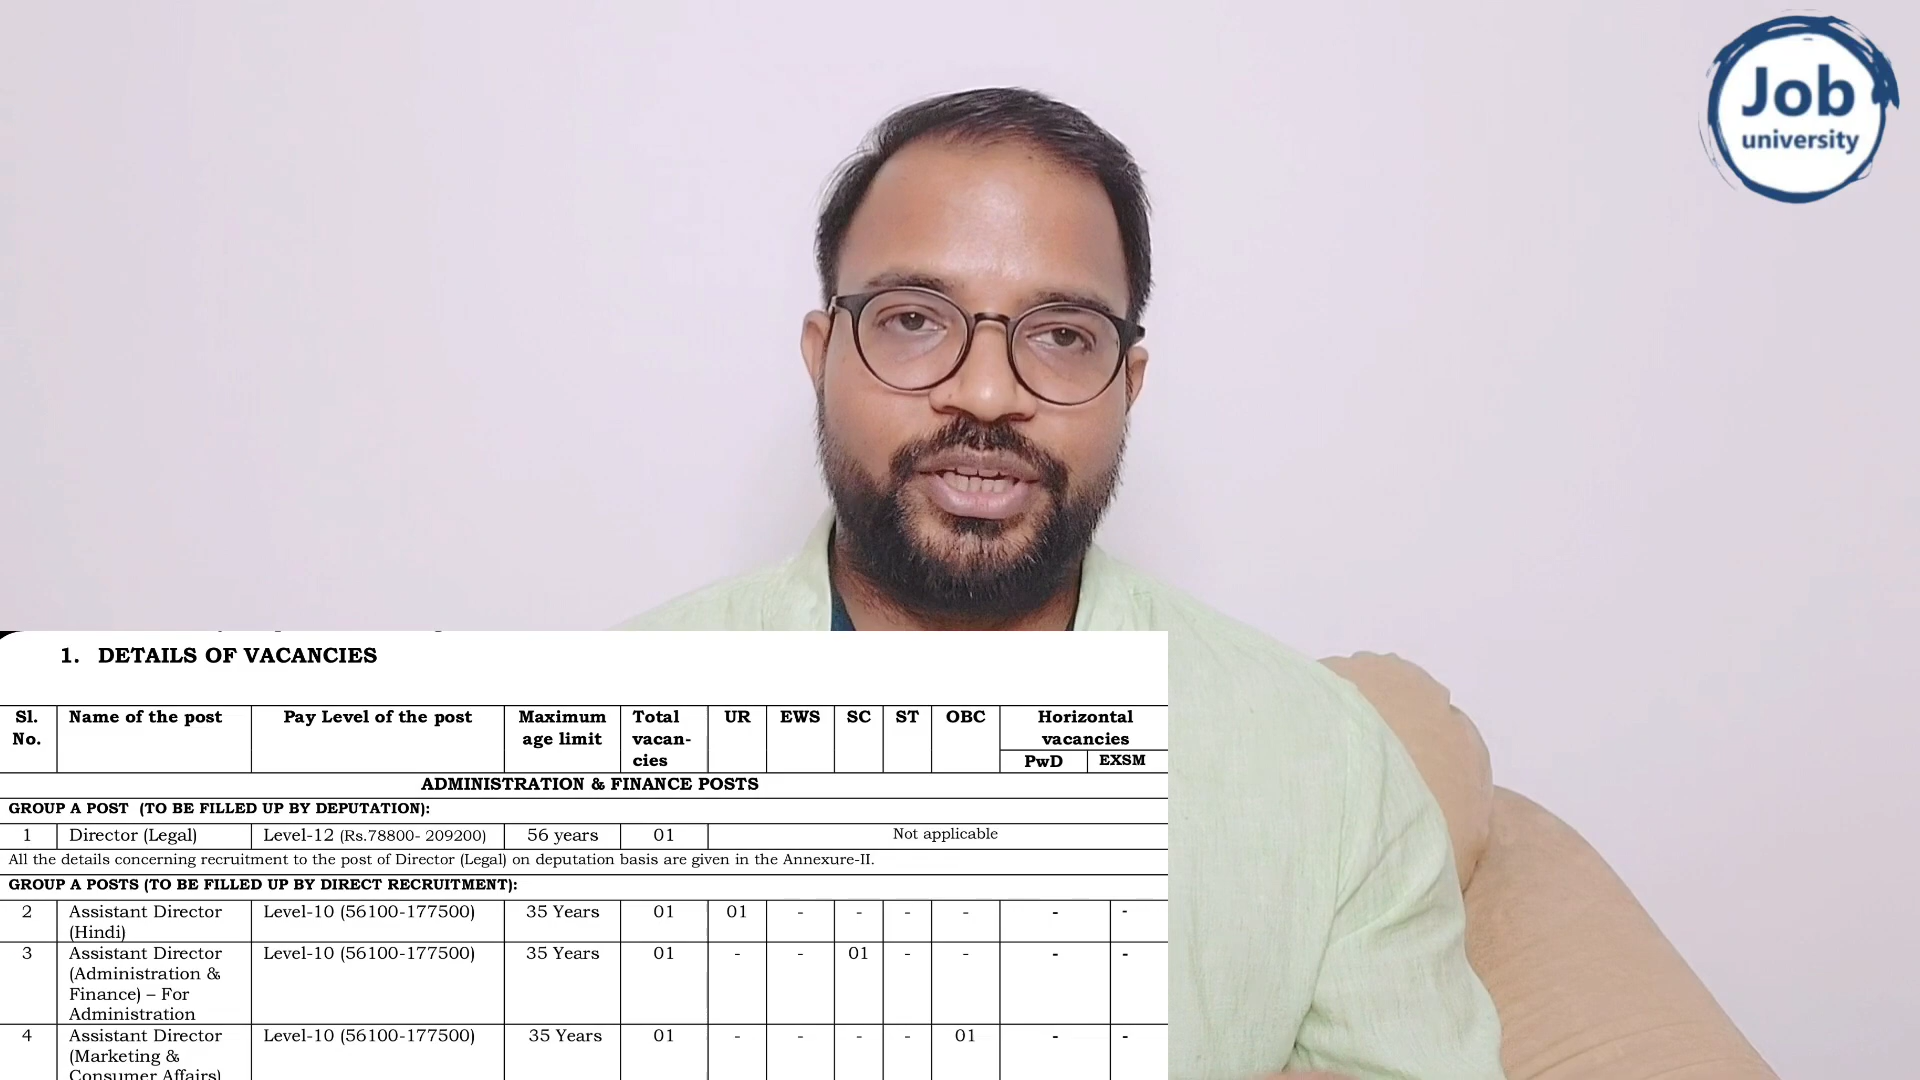 Job
university
1. DETAILS OF VACANCIES
Sl. No. Name of the post Pay Level of the post Maximum age limit Total vacan-cies UR EWS SC ST OBC Horizontal vacancies
PwD EXSM
ADMINISTRATION & FINANCE POSTS
GROUP A POST (TO BE FILLED UP BY DEPUTATION):
1 Director (Legal) Level-12 (Rs.78800- 209200) 56 years 01 Not applicable
All the details concerning recruitment to the post of Director (Legal) on deputation basis are given in the Annexure-II.
GROUP A POSTS (TO BE FILLED UP BY DIRECT RECRUITMENT):
2 Assistant Director Level-10 (56100-177500) 35 Years 01 01 - - - - - -
(Hindi)
3 Assistant Director Level-10 (56100-177500) 35 Years 01 - - 01 - - - -
(Administration &
Finance) – For
Administration
4 Assistant Director Level-10 (56100-177500) 35 Years 01 - - - - 01 - -
(Marketing &
Consumer Affairs)